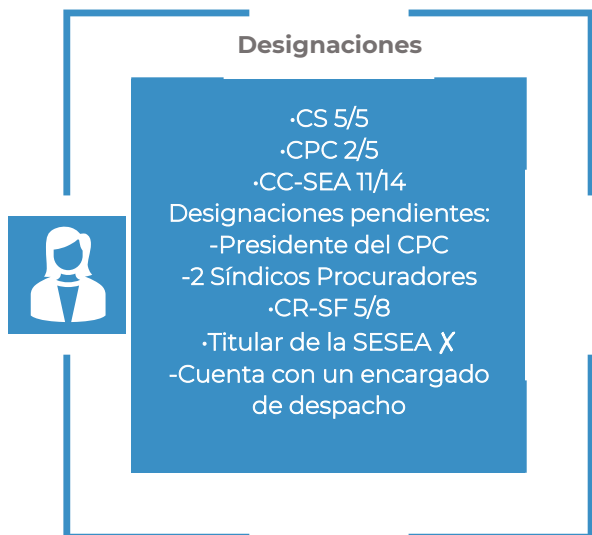 Designaciones
·CS 5/5
·CPC 2/5
·CC-SEA 11/14
Designaciones pendientes:
-Presidente del CPC
-2 Síndicos Procuradores
·CR-SF 5/8
·Titular de la SESEA ✗
-Cuenta con un encargado
de despacho